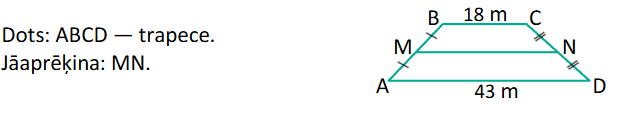 Dots: ABCD — trapece.
Jāaprēķina: MN.
B 18 m C
M N
A D
43 m